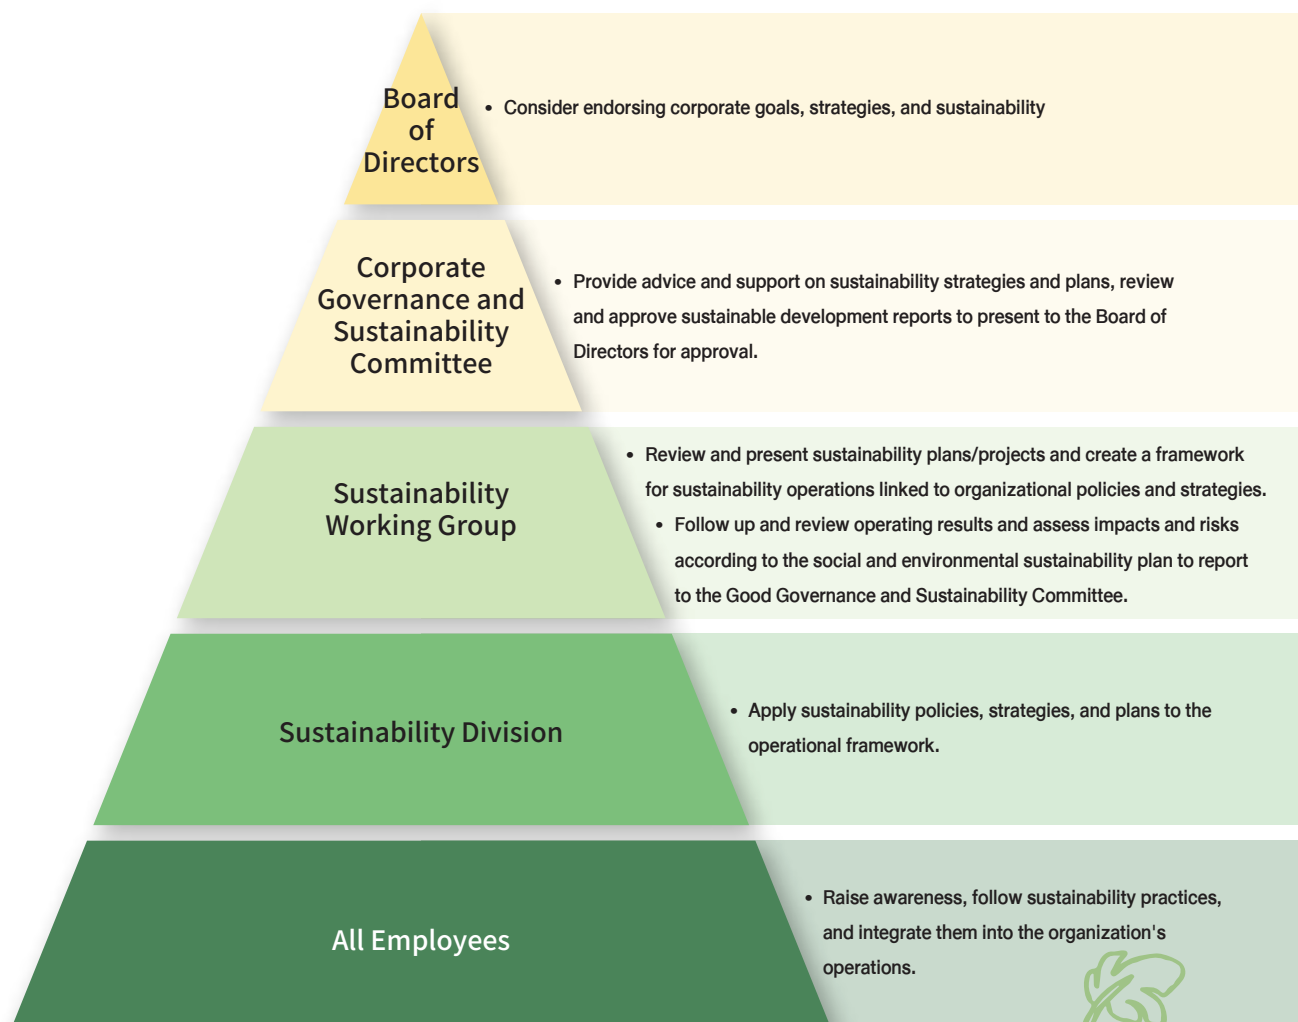 Board
of
Directors
• Consider endorsing corporate goals, strategies, and sustainability
Corporate
Governance and
Sustainability
Committee
• Provide advice and support on sustainability strategies and plans, review
and approve sustainable development reports to present to the Board of
Directors for approval.
Sustainability
Working Group
• Review and present sustainability plans/projects and create a framework
for sustainability operations linked to organizational policies and strategies.
• Follow up and review operating results and assess impacts and risks
according to the social and environmental sustainability plan to report
to the Good Governance and Sustainability Committee.
Sustainability Division
• Apply sustainability policies, strategies, and plans to the
operational framework.
All Employees
• Raise awareness, follow sustainability practices,
and integrate them into the organization's
operations.